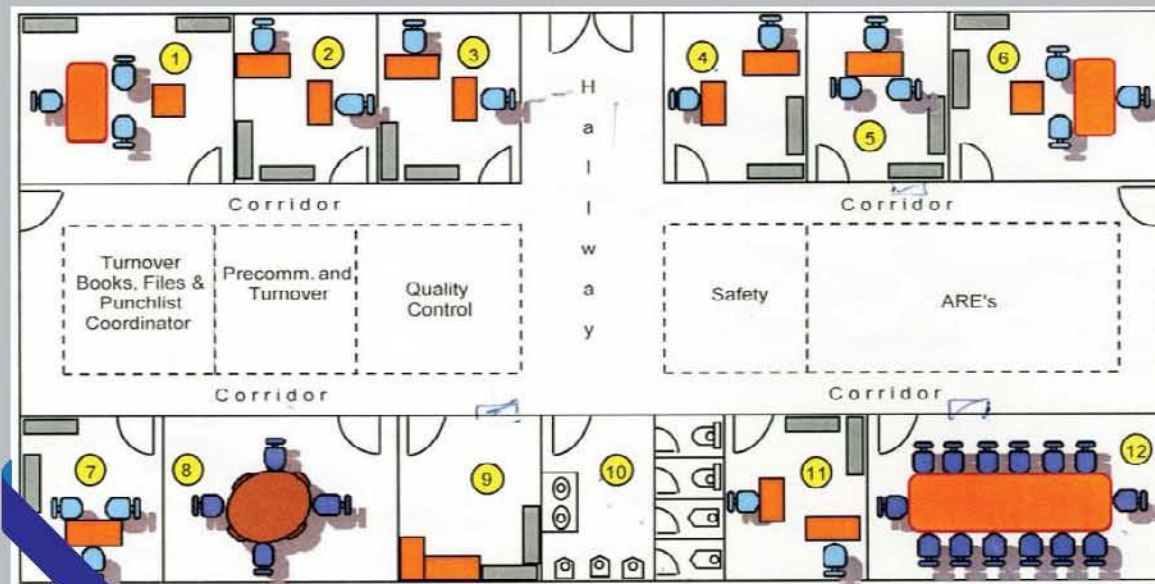 1
2
3
4
5
6
Hallway
Corridor
Corridor
Turnover
Books, Files &
Punchlist
Coordinator
Precomm. and
Turnover
Quality
Control
Safety
ARE's
Corridor
Corridor
7
8
9
10
11
12